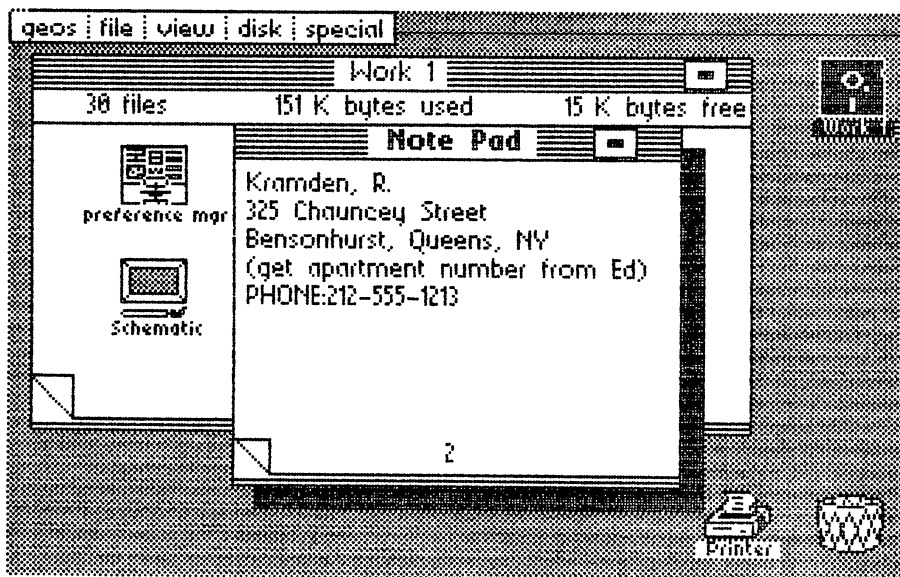 geos file view disk special
Work 1
30 files 151 K bytes used 15 K bytes free
Note Pad
preference mgr
Schematic
Kramden, R.
325 Chauncey Street
Bensonhurst, Queens, NY
(get apartment number from Ed)
PHONE:212-555-1213
2
Printer